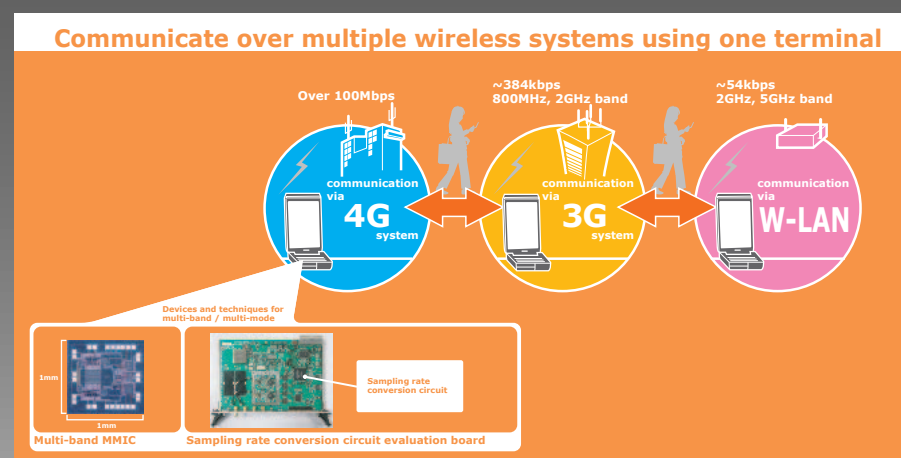 Communicate over multiple wireless systems using one terminal
Over 100Mbps
~384kbps
800MHz, 2GHz band
~54kbps
2GHz, 5GHz band
communication
via
4G
system
communication
via
3G
system
communication
via
W-LAN
Devices and techniques for
multi-band / multi-mode
1mm
1mm
Multi-band MMIC
Sampling rate
conversion circuit
Sampling rate conversion circuit evaluation board